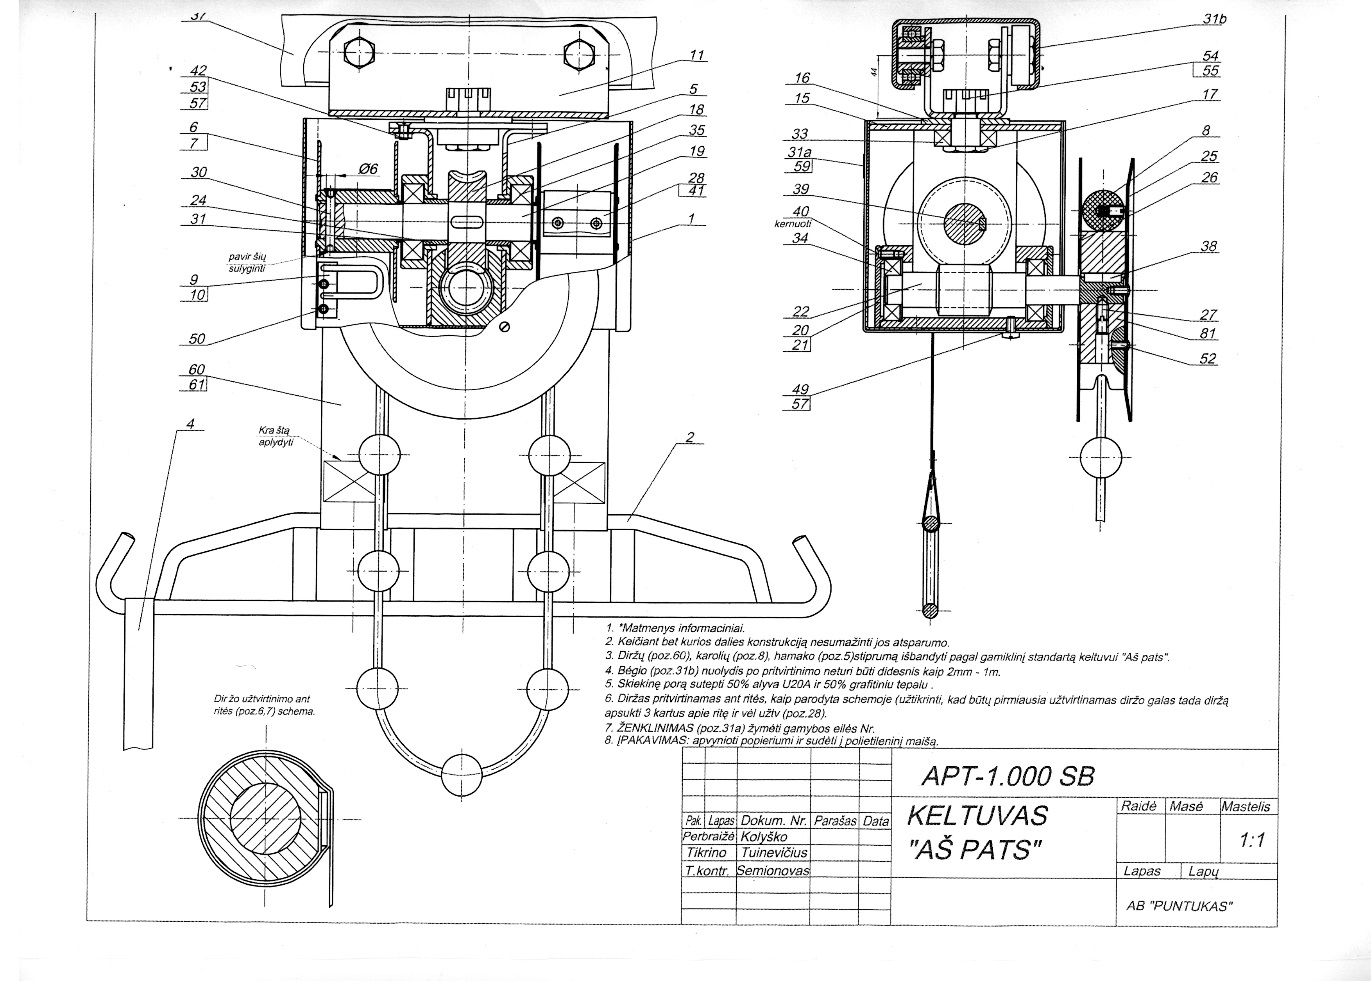 37
42
53
57
6
7
30
24
31
Ø6
pavir šių
sulyginti
9
10
50
60
61
4
Kra štą
aplydyti
11
5
18
35
19
28
41
1
2
44
16
15
33
31a
59
39
40
kernuoti
34
22
20
21
49
57
31b
54
55
17
8
25
26
38
27
81
52
1. *Matmenys informaciniai.
2. Keičiant bet kurios dalies konstrukciją nesumažinti jos atsparumo.
3. Diržų (poz.60), karolių (poz.8), hamako (poz.5)stiprumą išbandyti pagal gamiklinį standartą keltuvui "Aš pats".
4. Bėgio (poz.31b) nuolydis po pritvirtinimo neturi būti didesnis kaip 2mm - 1m.
5. Skiekinę porą sutepti 50% alyva U20A ir 50% grafitiniu tepalu .
6. Diržas pritvirtinamas ant ritės, kaip parodyta schemoje (užtikrinti, kad būtų pirmiausia užtvirtinamas diržo galas tada diržą
apsukti 3 kartus apie ritę ir vėl užtv (poz.28).
7. ŽENKLINIMAS (poz.31a) žymėti gamybos eilės Nr.
8. ĮPAKAVIMAS: apvynioti popieriumi ir sudėti į polietileninį maišą.
Dir žo užtvirtinimo ant
ritės (poz.6,7) schema.
APT-1.000 SB
KELTUVAS
"AŠ PATS"
Raidė Masė Mastelis
1:1
Lapas Lapų
AB "PUNTUKAS"
Pak. Lapas Dokum. Nr. Parašas Data
Perbraižė Kolyško
Tikrino Tuinevičius
T.kontr. Semionovas